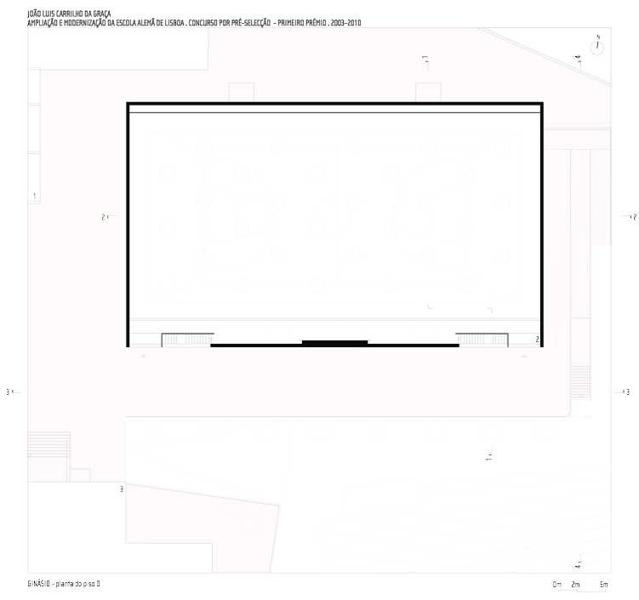 JOÃO LUIS CARRILHO DA GRAÇA
AMPLIAÇÃO E MODERNIZAÇÃO DA ESCOLA ALEMÃ DE LISBOA . CONCURSO POR PRÉ-SELECÇÃO - PRIMEIRO PRÉMIO . 2003-2010
N
1
4
1
2
2
2
3
3
1
3
4
GINÁSIO - planta do piso 0
0m 2m 5m